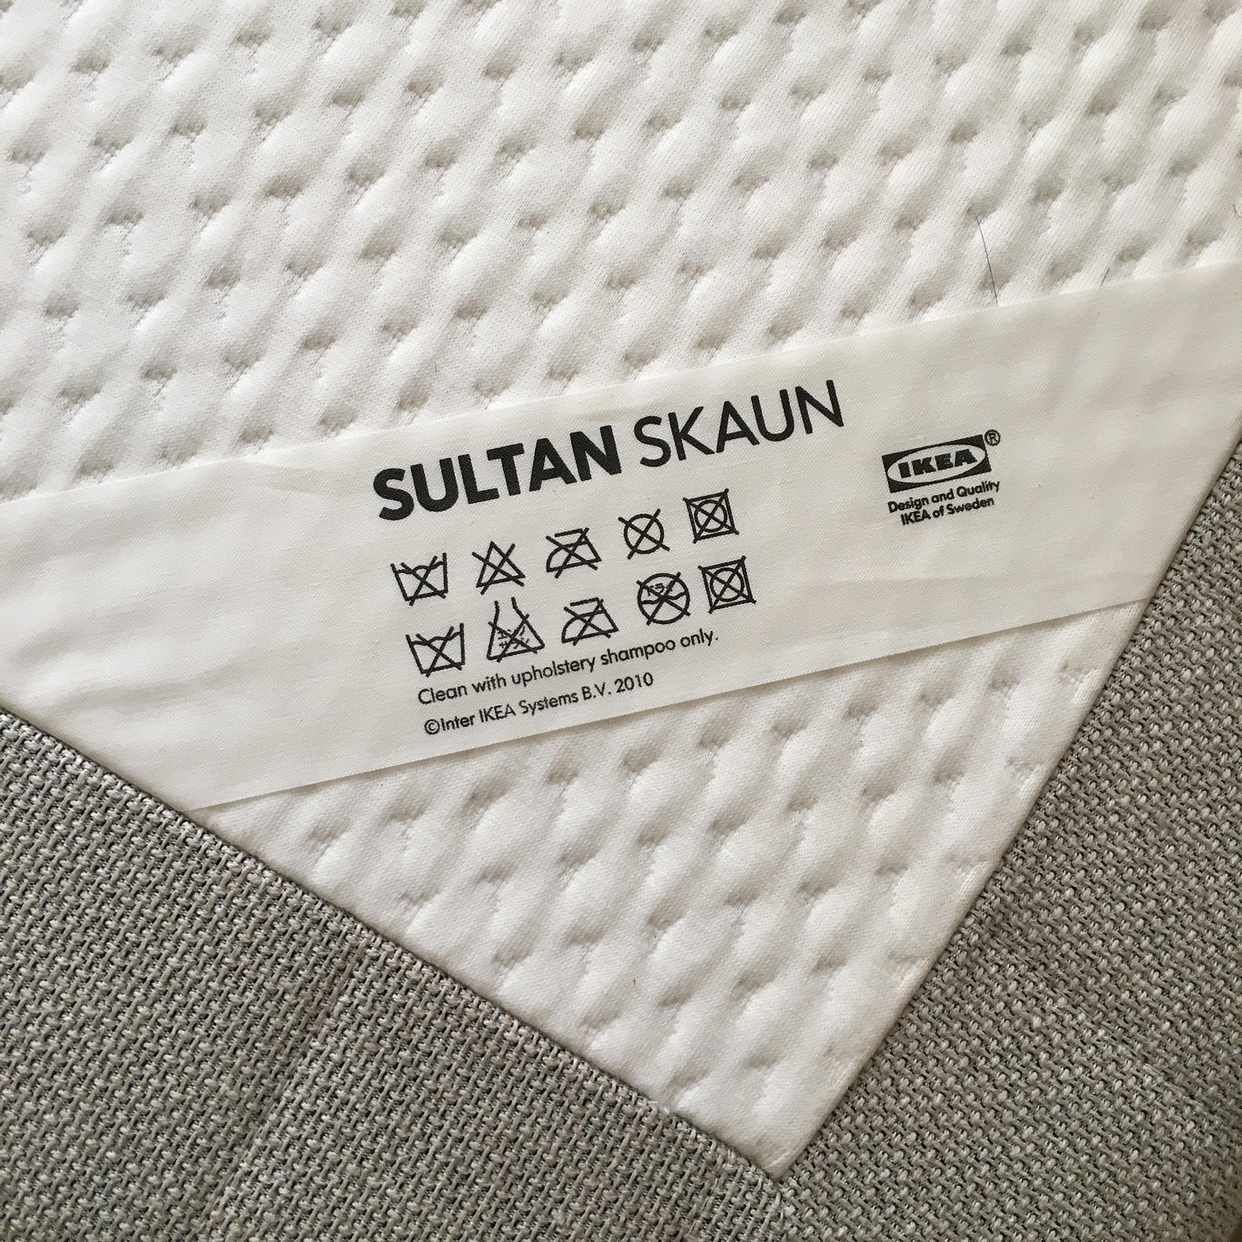 SULTAN SKAUN
IKEA®
Design and Quality
IKEA of Sweden
Clean with upholstery shampoo only.
©Inter IKEA Systems B.V. 2010